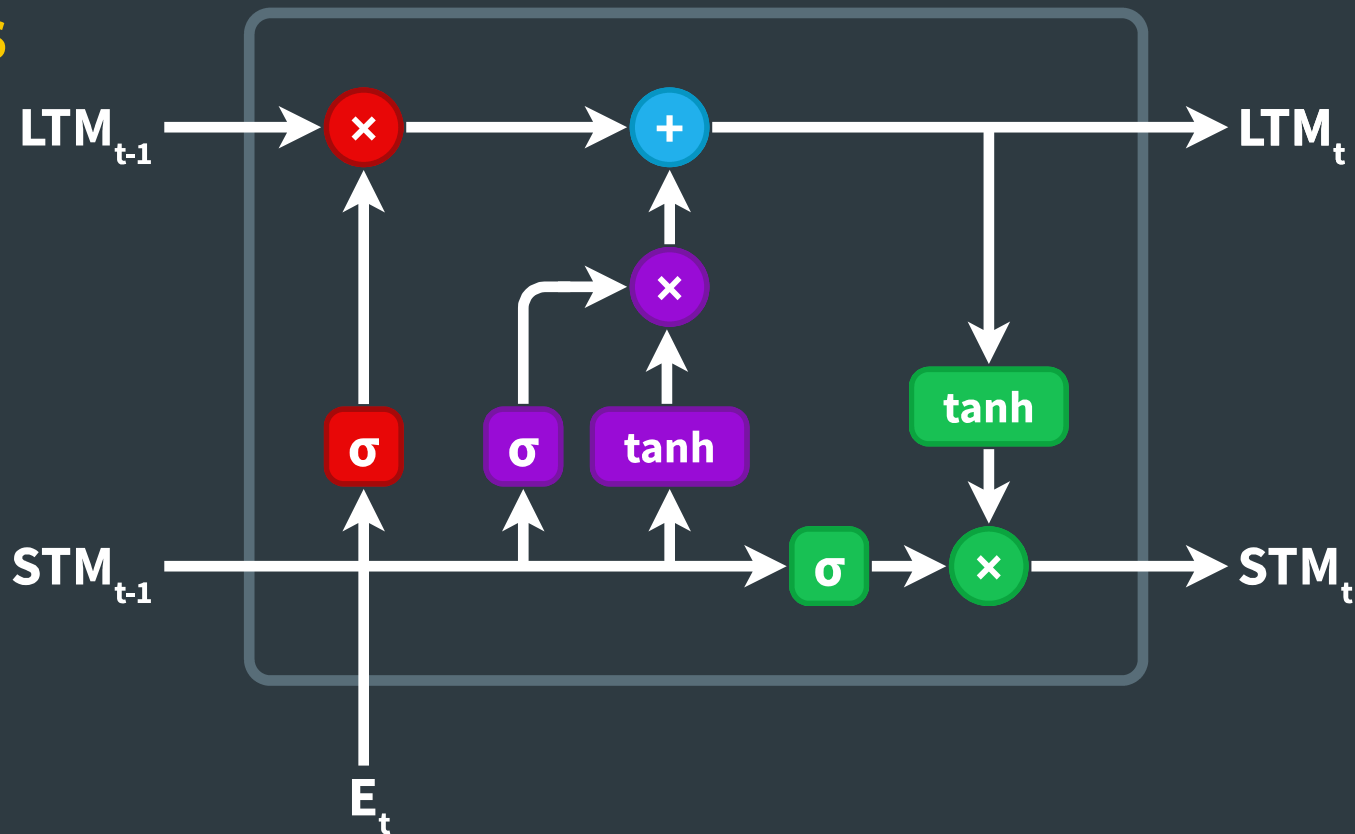 S
LTMt-1
×
+
LTMt
×
σ
σ
tanh
tanh
STMt-1
σ
×
STMt
Et